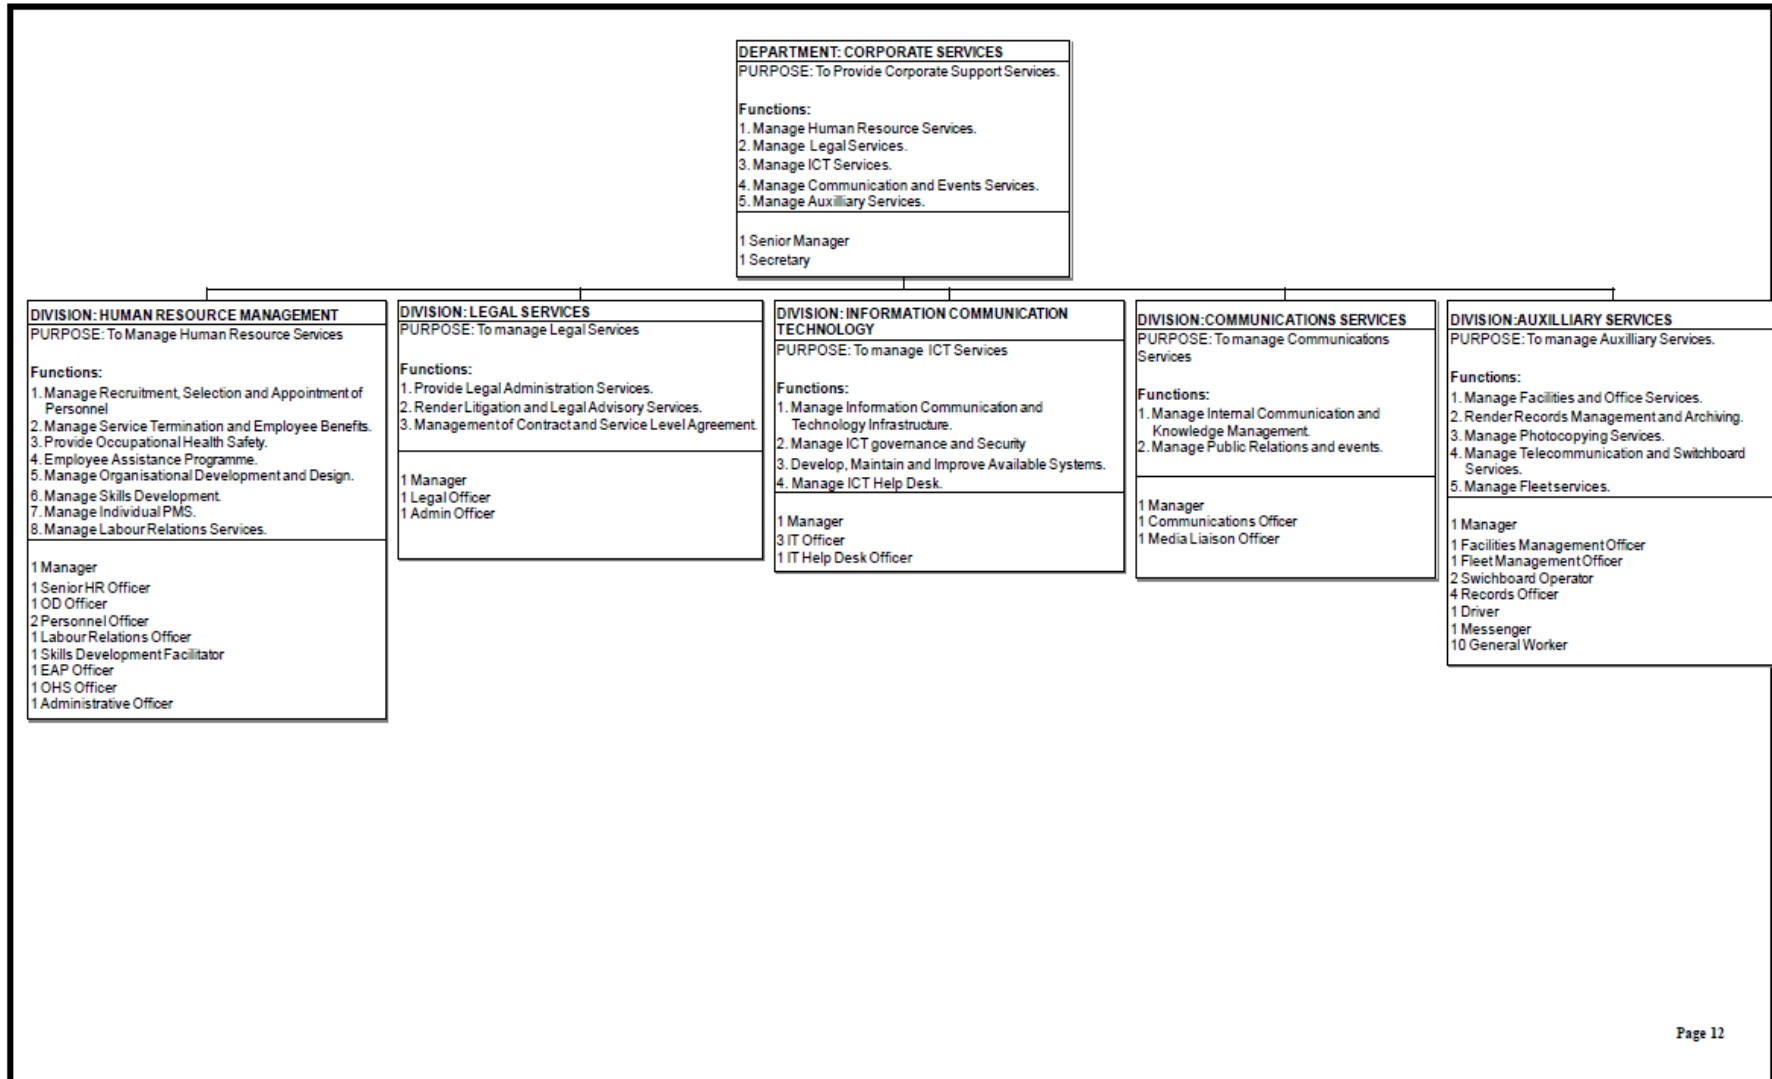 DEPARTMENT: CORPORATE SERVICES
PURPOSE: To Provide Corporate Support Services.
Functions:
1. Manage Human Resource Services.
2. Manage Legal Services.
3. Manage ICT Services.
4. Manage Communication and Events Services.
5. Manage Auxilliary Services.
1 Senior Manager
1 Secretary
DIVISION: HUMAN RESOURCE MANAGEMENT
PURPOSE: To Manage Human Resource Services
Functions:
1. Manage Recruitment, Selection and Appointment of
Personnel
2. Manage Service Termination and Employee Benefits.
3. Provide Occupational Health Safety.
4. Employee Assistance Programme.
5. Manage Organisational Development and Design.
6. Manage Skills Development.
7. Manage Individual PMS.
8. Manage Labour Relations Services.
1 Manager
1 Senior HR Officer
1 OD Officer
2 Personnel Officer
1 Labour Relations Officer
1 Skills Development Facilitator
1 EAP Officer
1 OHS Officer
1 Administrative Officer
DIVISION: LEGAL SERVICES
PURPOSE: To manage Legal Services
Functions:
1. Provide Legal Administration Services.
2. Render Litigation and Legal Advisory Services.
3. Management of Contract and Service Level Agreement.
1 Manager
1 Legal Officer
1 Admin Officer
DIVISION: INFORMATION COMMUNICATION
TECHNOLOGY
PURPOSE: To manage ICT Services
Functions:
1. Manage Information Communication and
Technology Infrastructure.
2. Manage ICT governance and Security
3. Develop, Maintain and Improve Available Systems.
4. Manage ICT Help Desk.
1 Manager
3 IT Officer
1 IT Help Desk Officer
DIVISION:COMMUNICATIONS SERVICES
PURPOSE: To manage Communications
Services
Functions:
1. Manage Internal Communication and
Knowledge Management.
2. Manage Public Relations and events.
1 Manager
1 Communications Officer
1 Media Liaison Officer
DIVISION:AUXILLIARY SERVICES
PURPOSE: To manage Auxilliary Services.
Functions:
1. Manage Facilities and Office Services.
2. Render Records Management and Archiving.
3. Manage Photocopying Services.
4. Manage Telecommunication and Switchboard
Services.
5. Manage Fleet services.
1 Manager
1 Facilities Management Officer
1 Fleet Management Officer
2 Swichboard Operator
4 Records Officer
1 Driver
1 Messenger
10 General Worker
Page 12